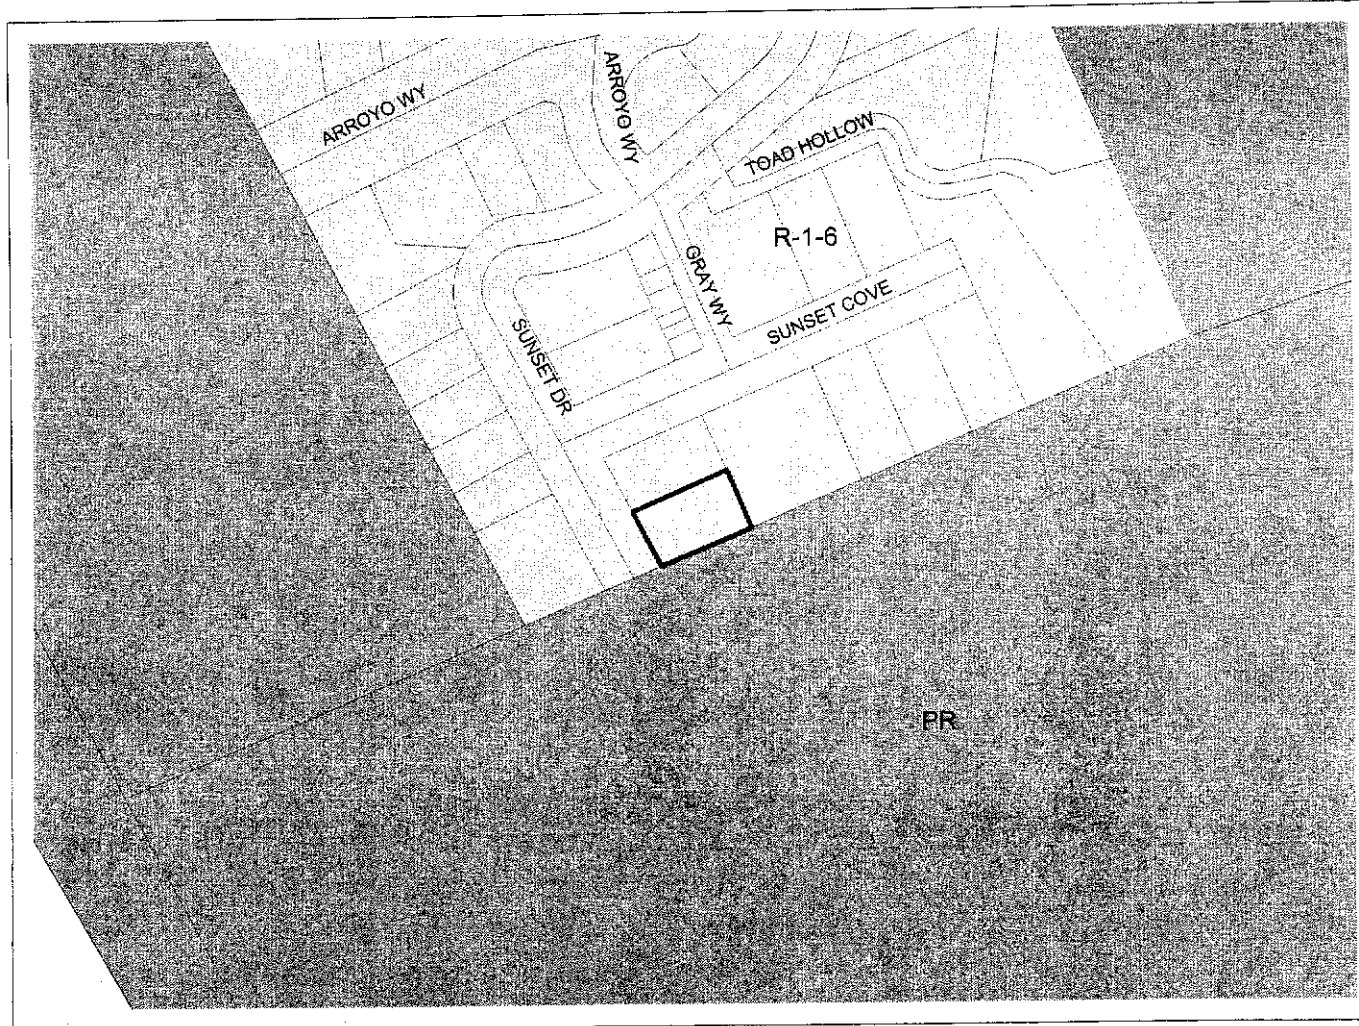 ARROYO WY
ARROYO WY
TOAD HOLLOW
R-1-6
GRAY WY
SUNSET COVE
SUNSET DR
PR